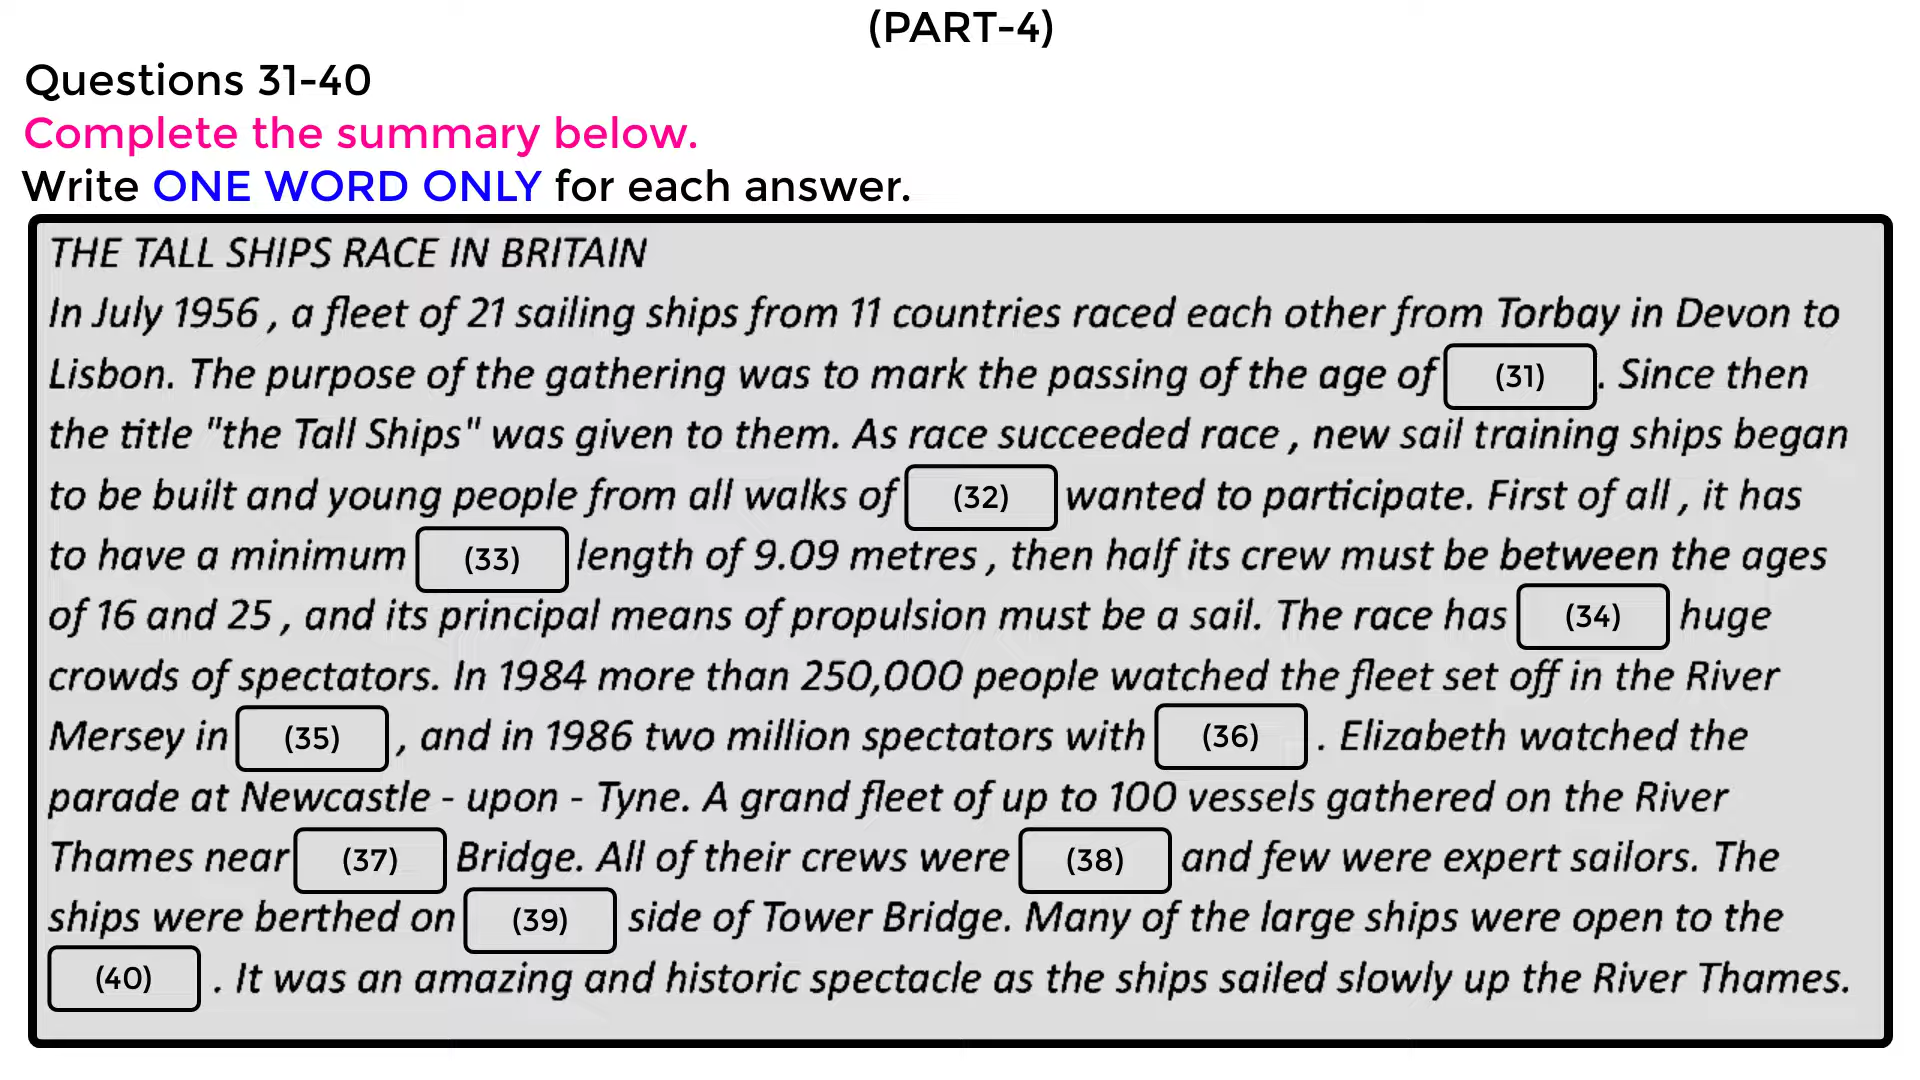 (PART-4)
Questions 31-40
Complete the summary below.
Write ONE WORD ONLY for each answer.
THE TALL SHIPS RACE IN BRITAIN
In July 1956 , a fleet of 21 sailing ships from 11 countries raced each other from Torbay in Devon to
Lisbon. The purpose of the gathering was to mark the passing of the age of (31) . Since then
the title "the Tall Ships" was given to them. As race succeeded race , new sail training ships began
to be built and young people from all walks of (32) wanted to participate. First of all , it has
to have a minimum (33) length of 9.09 metres , then half its crew must be between the ages
of 16 and 25 , and its principal means of propulsion must be a sail. The race has (34) huge
crowds of spectators. In 1984 more than 250,000 people watched the fleet set off in the River
Mersey in (35) , and in 1986 two million spectators with (36) . Elizabeth watched the
parade at Newcastle - upon - Tyne. A grand fleet of up to 100 vessels gathered on the River
Thames near (37) Bridge. All of their crews were (38) and few were expert sailors. The
ships were berthed on (39) side of Tower Bridge. Many of the large ships were open to the
(40) . It was an amazing and historic spectacle as the ships sailed slowly up the River Thames.